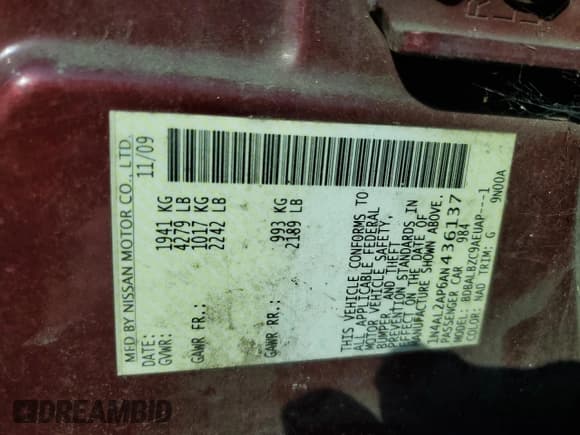 MFD BY NISSAN MOTOR CO., LTD.
DATE: 11/09
GVWR: 1941 KG
4279 LB
GAWR FR.: 1017 KG
2242 LB
GAWR RR.: 993 KG
2189 LB
THIS VEHICLE CONFORMS TO
ALL APPLICABLE FEDERAL
MOTOR VEHICLE SAFETY,
BUMPER, AND THEFT
PREVENTION STANDARDS IN
EFFECT ON THE DATE OF
MANUFACTURE SHOWN ABOVE.
1N4AL2AP6AN436137
PASSENGER CAR 984
MODEL: BDBALBZC9AEUAP---1
COLOR: NAD TRIM: G 9N00A
DREAMBID